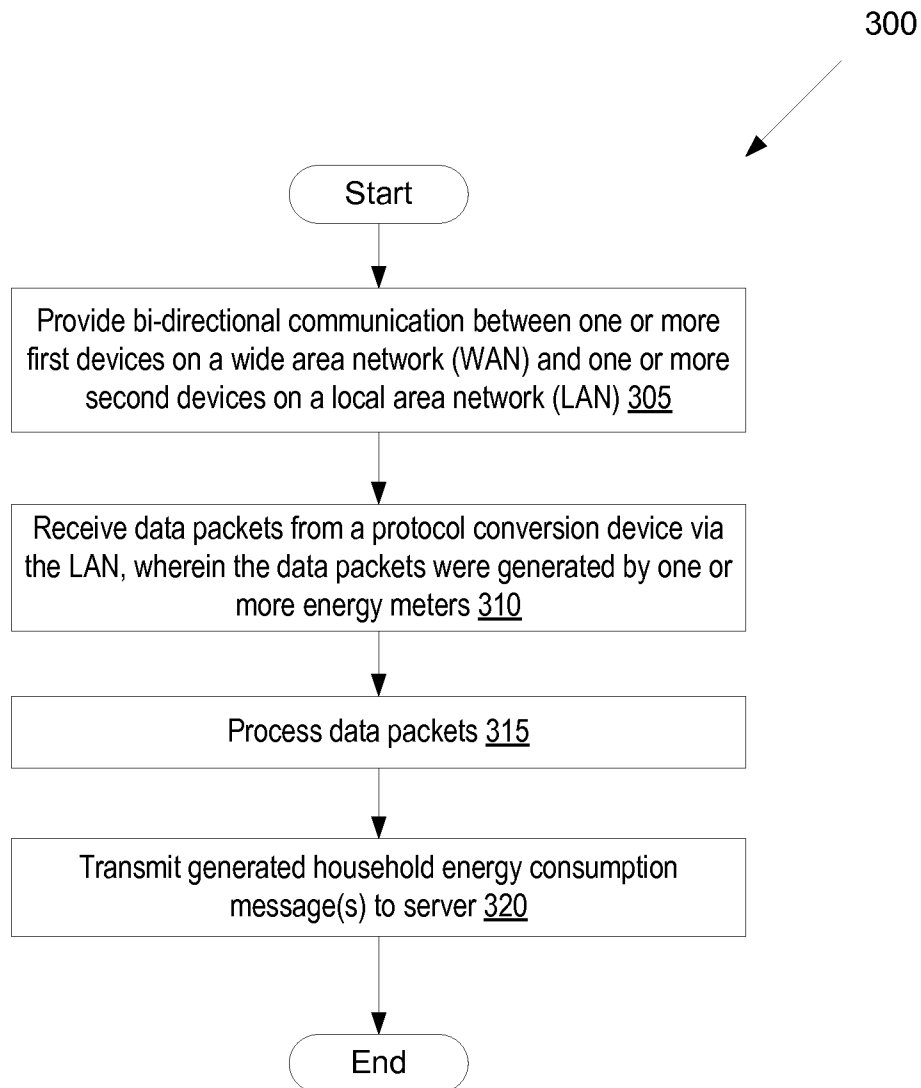 300
Start
Provide bi-directional communication between one or more
first devices on a wide area network (WAN) and one or more
second devices on a local area network (LAN) 305
Receive data packets from a protocol conversion device via
the LAN, wherein the data packets were generated by one or
more energy meters 310
Process data packets 315
Transmit generated household energy consumption
message(s) to server 320
End